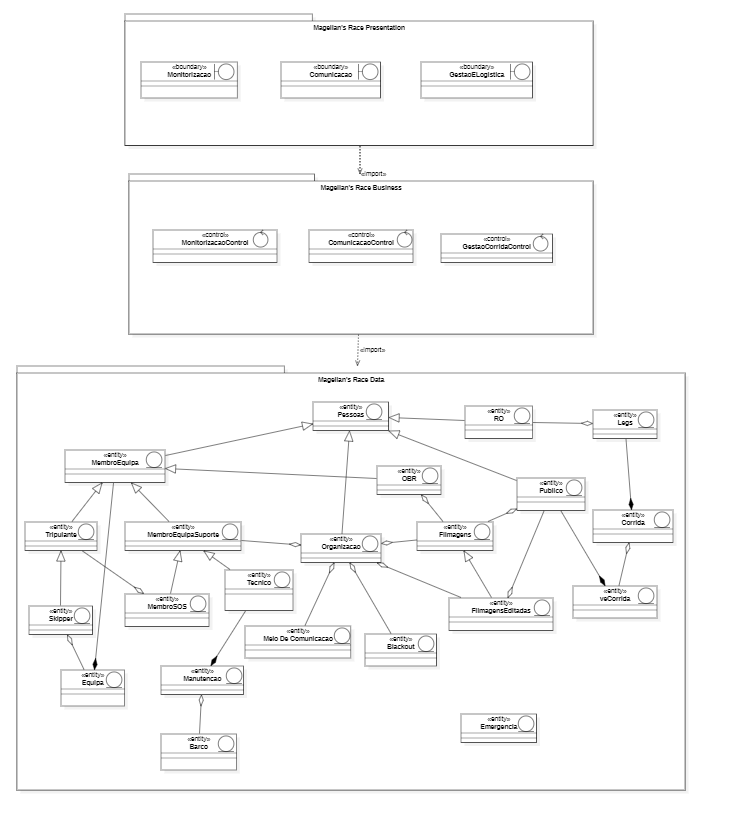 Magellan's Race Presentation
«boundary»
Monitorizacao
«boundary»
Comunicacao
«boundary»
GestaoELogistica
«import»
Magellan's Race Business
«control»
MonitorizacaoControl
«control»
ComunicacaoControl
«control»
GestaoCorridaControl
«import»
Magellan's Race Data
«entity»
Pessoas
«entity»
RO
«entity»
Legs
«entity»
MembroEquipa
«entity»
OBR
«entity»
Publico
«entity»
Corrida
«entity»
Tripulante
«entity»
MembroEquipaSuporte
«entity»
Organizacao
«entity»
Filmagens
«entity»
Tecnico
«entity»
veCorrida
«entity»
MembroSOS
«entity»
FilmagensEditadas
«entity»
Skipper
«entity»
Meio De Comunicacao
«entity»
Blackout
«entity»
Equipa
«entity»
Manutencao
«entity»
Emergencia
«entity»
Barco